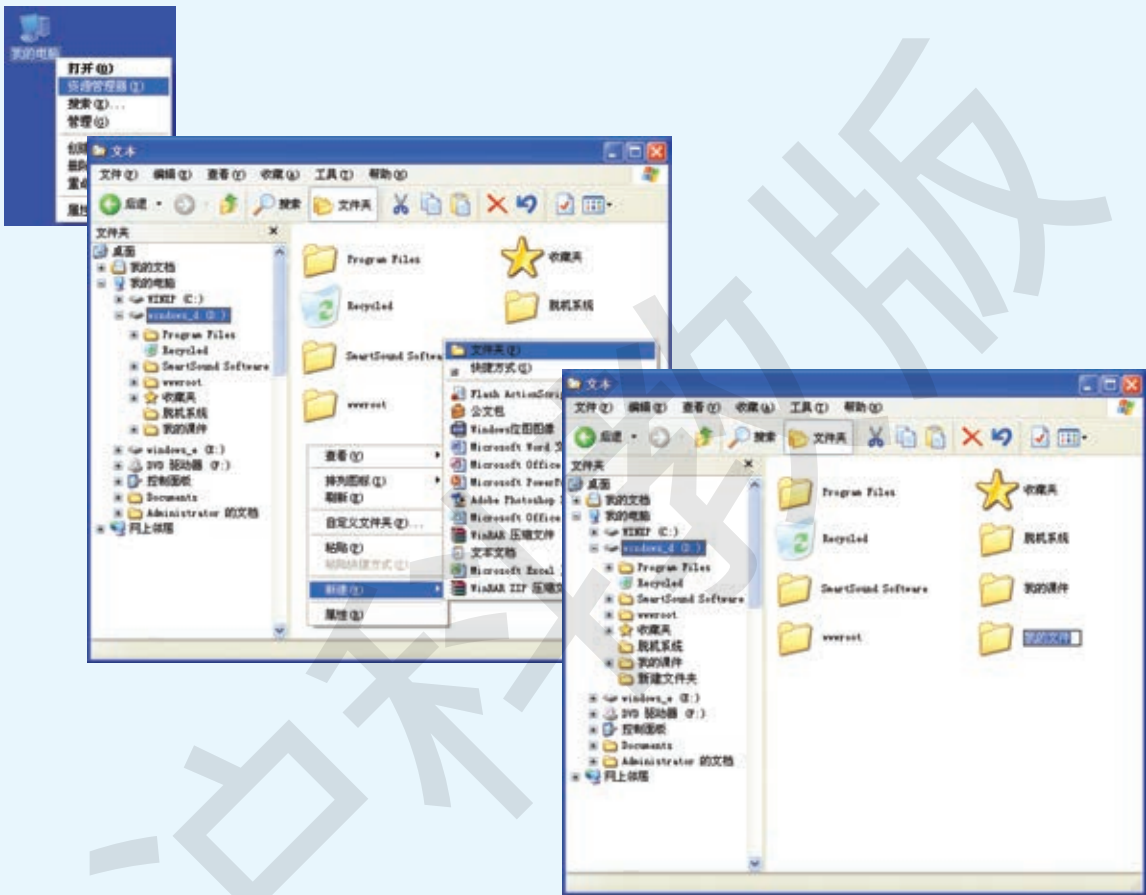 我的电脑
打开(O)
资源管理器(X)
搜索(E)...
管理(G)
文本
文件(F) 编辑(E) 查看(V) 收藏(A) 工具(T) 帮助(H)
后退 搜索 文件夹
文件夹
桌面
我的文档
我的电脑
WINXP (C:)
windows_d (D:)
Program Files
Recycled
SmartSound Software
wwwroot
收藏夹
脱机系统
我的课件
windows_e (E:)
DVD 驱动器 (F:)
控制面板
Documents
Administrator 的文档
网上邻居
Program Files
收藏夹
Recycled
脱机系统
SmartSound Softwa
wwwroot
查看(V)
排列图标(I)
刷新(E)
自定义文件夹(F)...
粘贴(P)
粘贴快捷方式(S)
新建(W)
属性(R)
文件夹(F)
快捷方式(S)
Flash ActionScrip
公文包
Windows位图图像
Microsoft Word 文
Microsoft Office
Microsoft PowerP
Adobe Photoshop
Microsoft Office
WinRAR 压缩文件
文本文档
Microsoft Excel
WinRAR ZIP 压缩文
文本
文件(F) 编辑(E) 查看(V) 收藏(A) 工具(T) 帮助(H)
后退 搜索 文件夹
文件夹
桌面
我的文档
我的电脑
WINXP (C:)
windows_d (D:)
Program Files
Recycled
SmartSound Software
wwwroot
收藏夹
脱机系统
我的课件
新建文件夹
windows_e (E:)
DVD 驱动器 (F:)
控制面板
Documents
Administrator 的文档
网上邻居
Program Files
收藏夹
Recycled
脱机系统
SmartSound Software
我的课件
wwwroot
我的文件
沪科教版